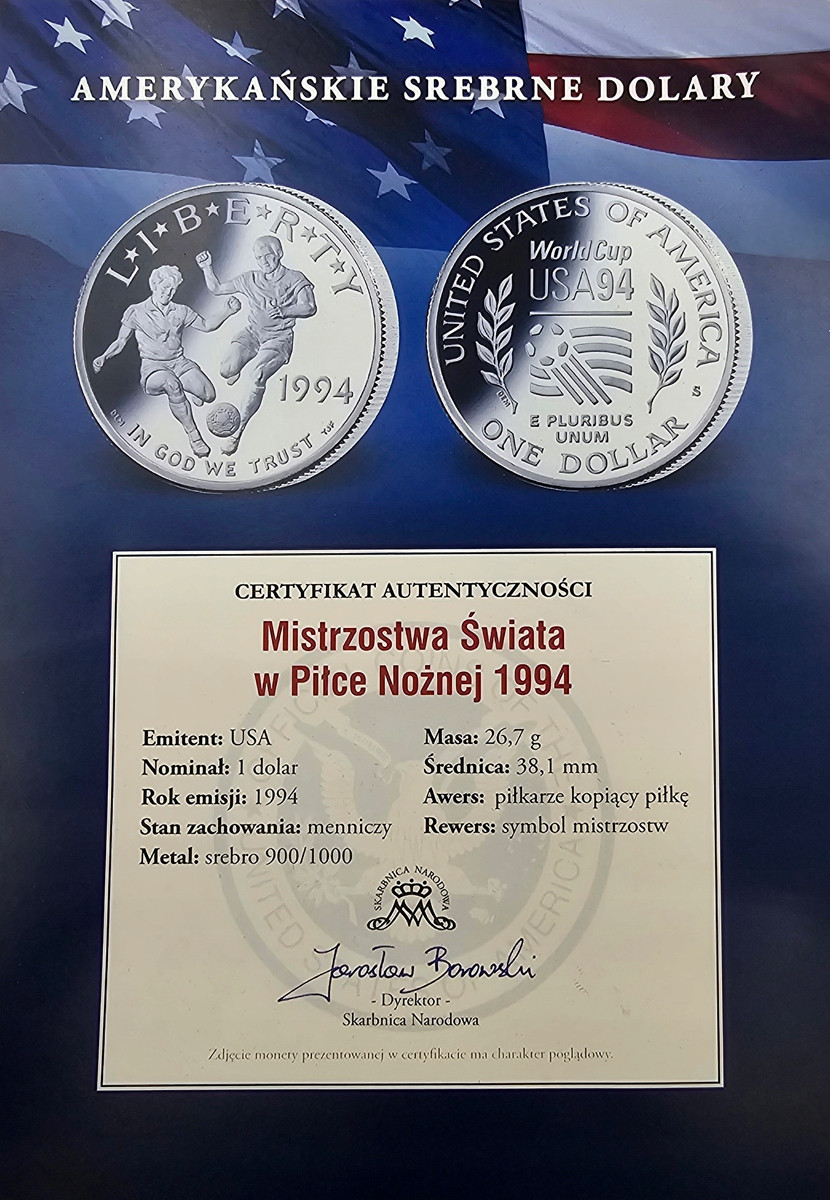 AMERYKAŃSKIE SREBRNE DOLARY
L★I★B★E★R★T★Y
1994
IN GOD WE TRUST
UNITED STATES OF AMERICA
World Cup
USA94
S
E PLURIBUS
UNUM
ONE DOLLAR
CERTYFIKAT AUTENTYCZNOŚCI
Mistrzostwa Świata
w Piłce Nożnej 1994
Emitent: USA
Nominał: 1 dolar
Rok emisji: 1994
Stan zachowania: menniczy
Metal: srebro 900/1000
Masa: 26,7 g
Średnica: 38,1 mm
Awers: piłkarze kopiący piłkę
Rewers: symbol mistrzostw
SKARBNICA NARODOWA
Jarosław Borowski
- Dyrektor -
Skarbnica Narodowa
Zdjęcie monety prezentowanej w certyfikacie ma charakter poglądowy.